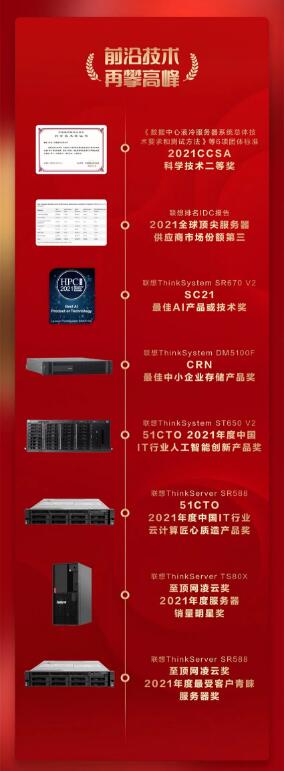 前沿技术
再攀高峰
《数据中心液冷服务器系统总体技
术要求和测试方法》等6项团体标准
2021CCSA
科学技术二等奖
联想排名IDC报告
2021全球顶尖服务器
供应商市场份额第三
HPC
2021
Best AI
Product or Technology
联想ThinkSystem SR670 V2
SC21
最佳AI产品或技术奖
联想ThinkSystem DM5100F
CRN
最佳中小企业存储产品奖
联想ThinkSystem ST650 V2
51CTO 2021年度中国
IT行业人工智能创新产品奖
联想ThinkServer SR588
51CTO
2021年度中国IT行业
云计算匠心质造产品奖
联想ThinkServer TS80X
至顶网凌云奖
2021年度服务器
销量明星奖
联想ThinkServer SR588
至顶网凌云奖
2021年度最受客户青睐
服务器奖